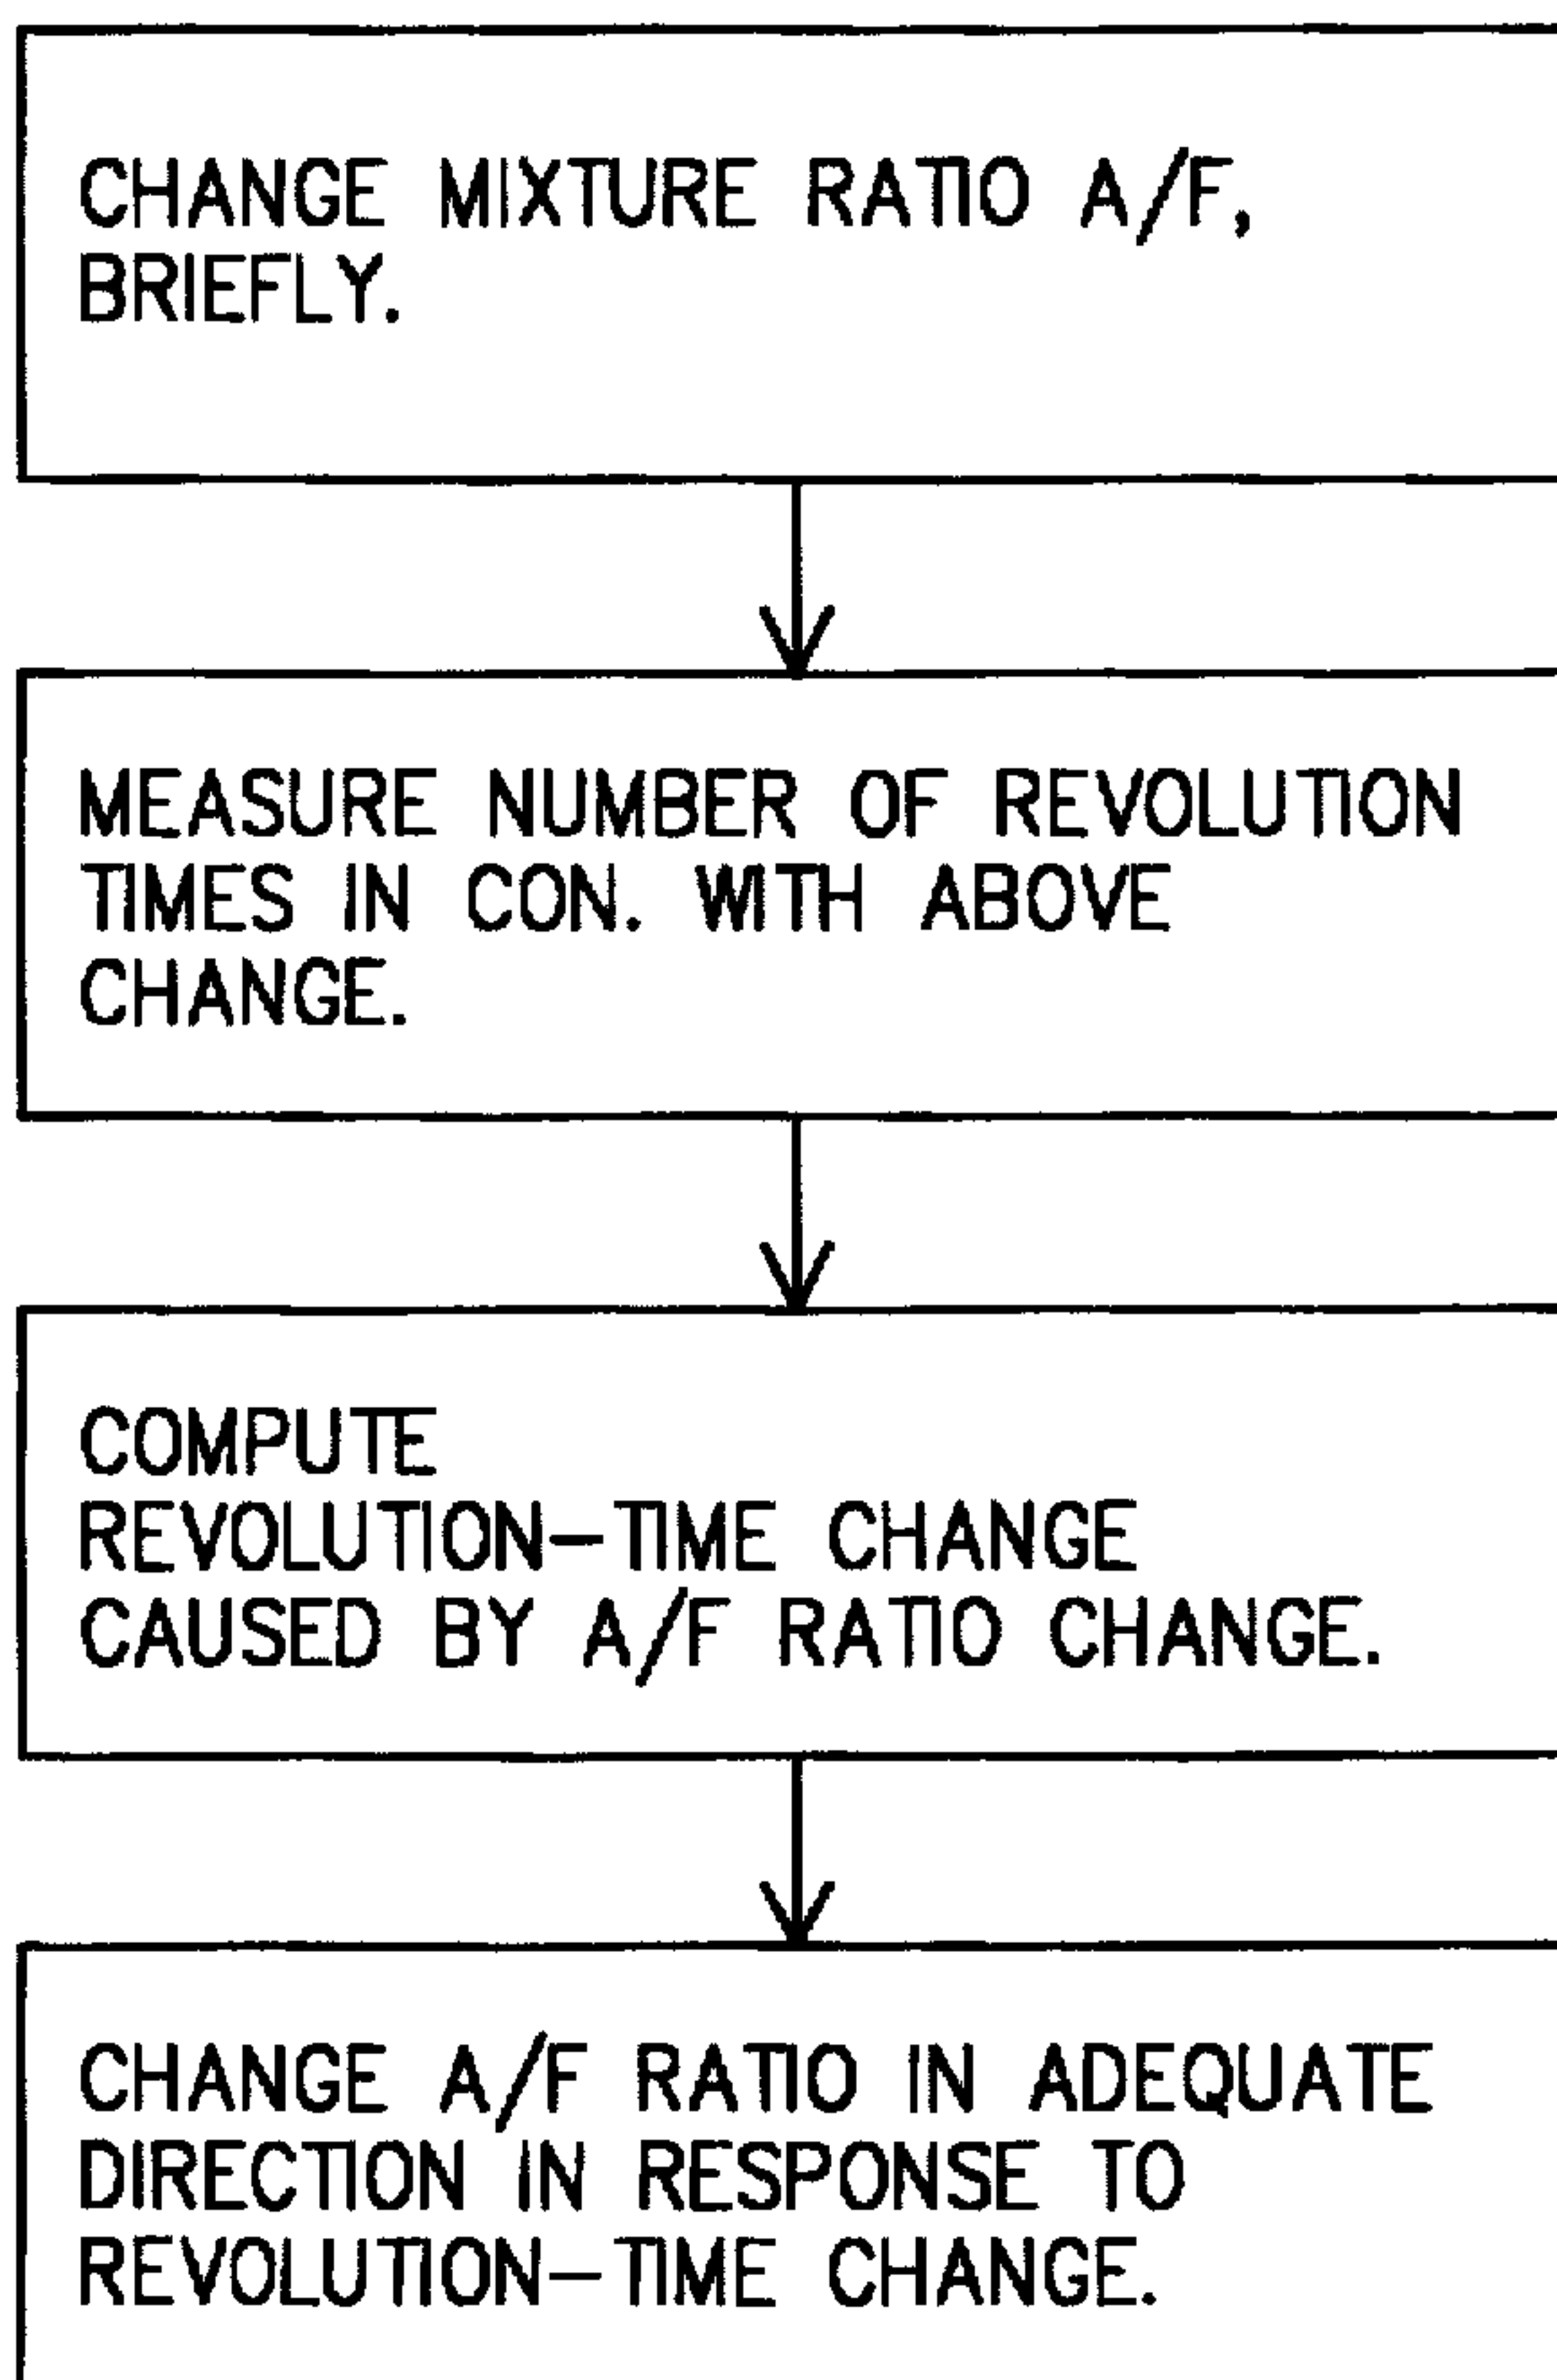 CHANGE MIXTURE RATIO A/F,
BRIEFLY.
MEASURE NUMBER OF REVOLUTION
TIMES IN CON. WITH ABOVE
CHANGE.
COMPUTE
REVOLUTION-TIME CHANGE
CAUSED BY A/F RATIO CHANGE.
CHANGE A/F RATIO IN ADEQUATE
DIRECTION IN RESPONSE TO
REVOLUTION-TIME CHANGE.